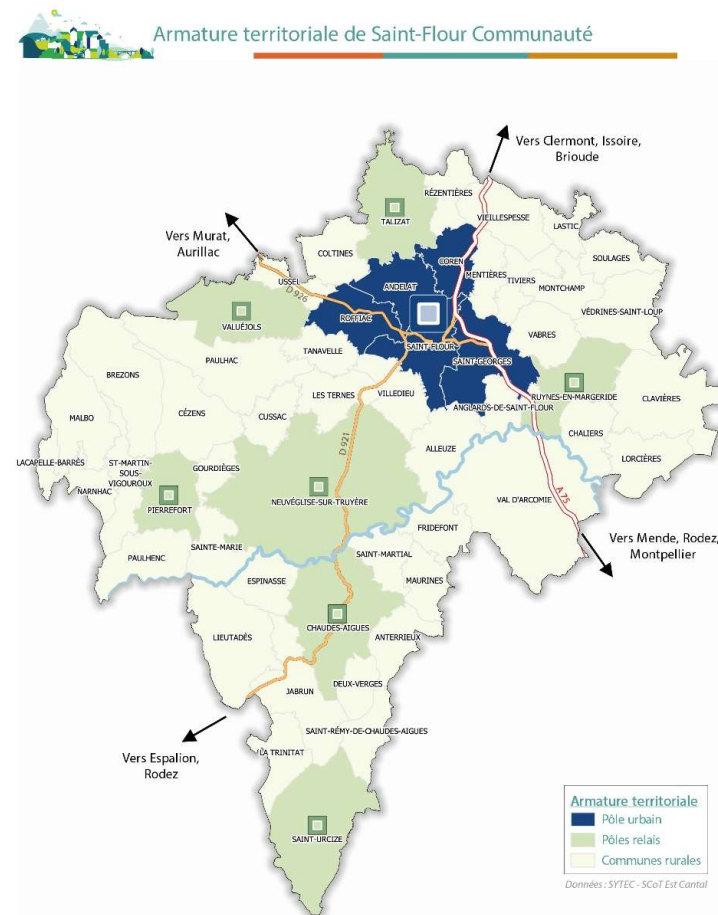 Armature territoriale de Saint-Flour Communauté
Vers Clermont, Issoire,
Brioude
RÉZENTIÈRES
TALIZAT
VIEILLESPESSE
LASTIC
Vers Murat,
Aurillac
COLTINES
COREN
SOULAGES
MENTIÈRES
TIVIERS
MONTCHAMP
USSEL
D 926
ANDELAT
VÉDRINES-SAINT-LOUP
VALUÉJOLS
ROFFIAC
VABRES
SAINT-FLOUR
PAULHAC
TANAVELLE
SAINT-GEORGES
BREZONS
LES TERNES
VILLEDIEU
RUYNES-EN-MARGERIDE
CLAVIÈRES
MALBO
CÉZENS
CUSSAC
ANGLARDS-DE-SAINT-FLOUR
CHALIERS
ALLEUZE
D 921
LACAPELLE-BARRÈS
ST-MARTIN-
SOUS-
VIGOUROUX
GOURDIÈGES
LORCIÈRES
NARNHAC
PIERREFORT
NEUVÉGLISE-SUR-TRUYÈRE
VAL D'ARCOMIE
A 75
FRIDEFONT
Vers Mende, Rodez,
Montpellier
SAINTE-MARIE
PAULHENC
SAINT-MARTIAL
ESPINASSE
MAURINES
CHAUDES-AIGUES
LIEUTADÈS
ANTERRIEUX
JABRUN
DEUX-VERGES
SAINT-RÉMY-DE-CHAUDES-AIGUES
Vers Espalion,
Rodez
LA TRINITAT
SAINT-URCIZE
Armature territoriale
Pôle urbain
Pôles relais
Communes rurales
Données : SYTEC - SCoT Est Cantal